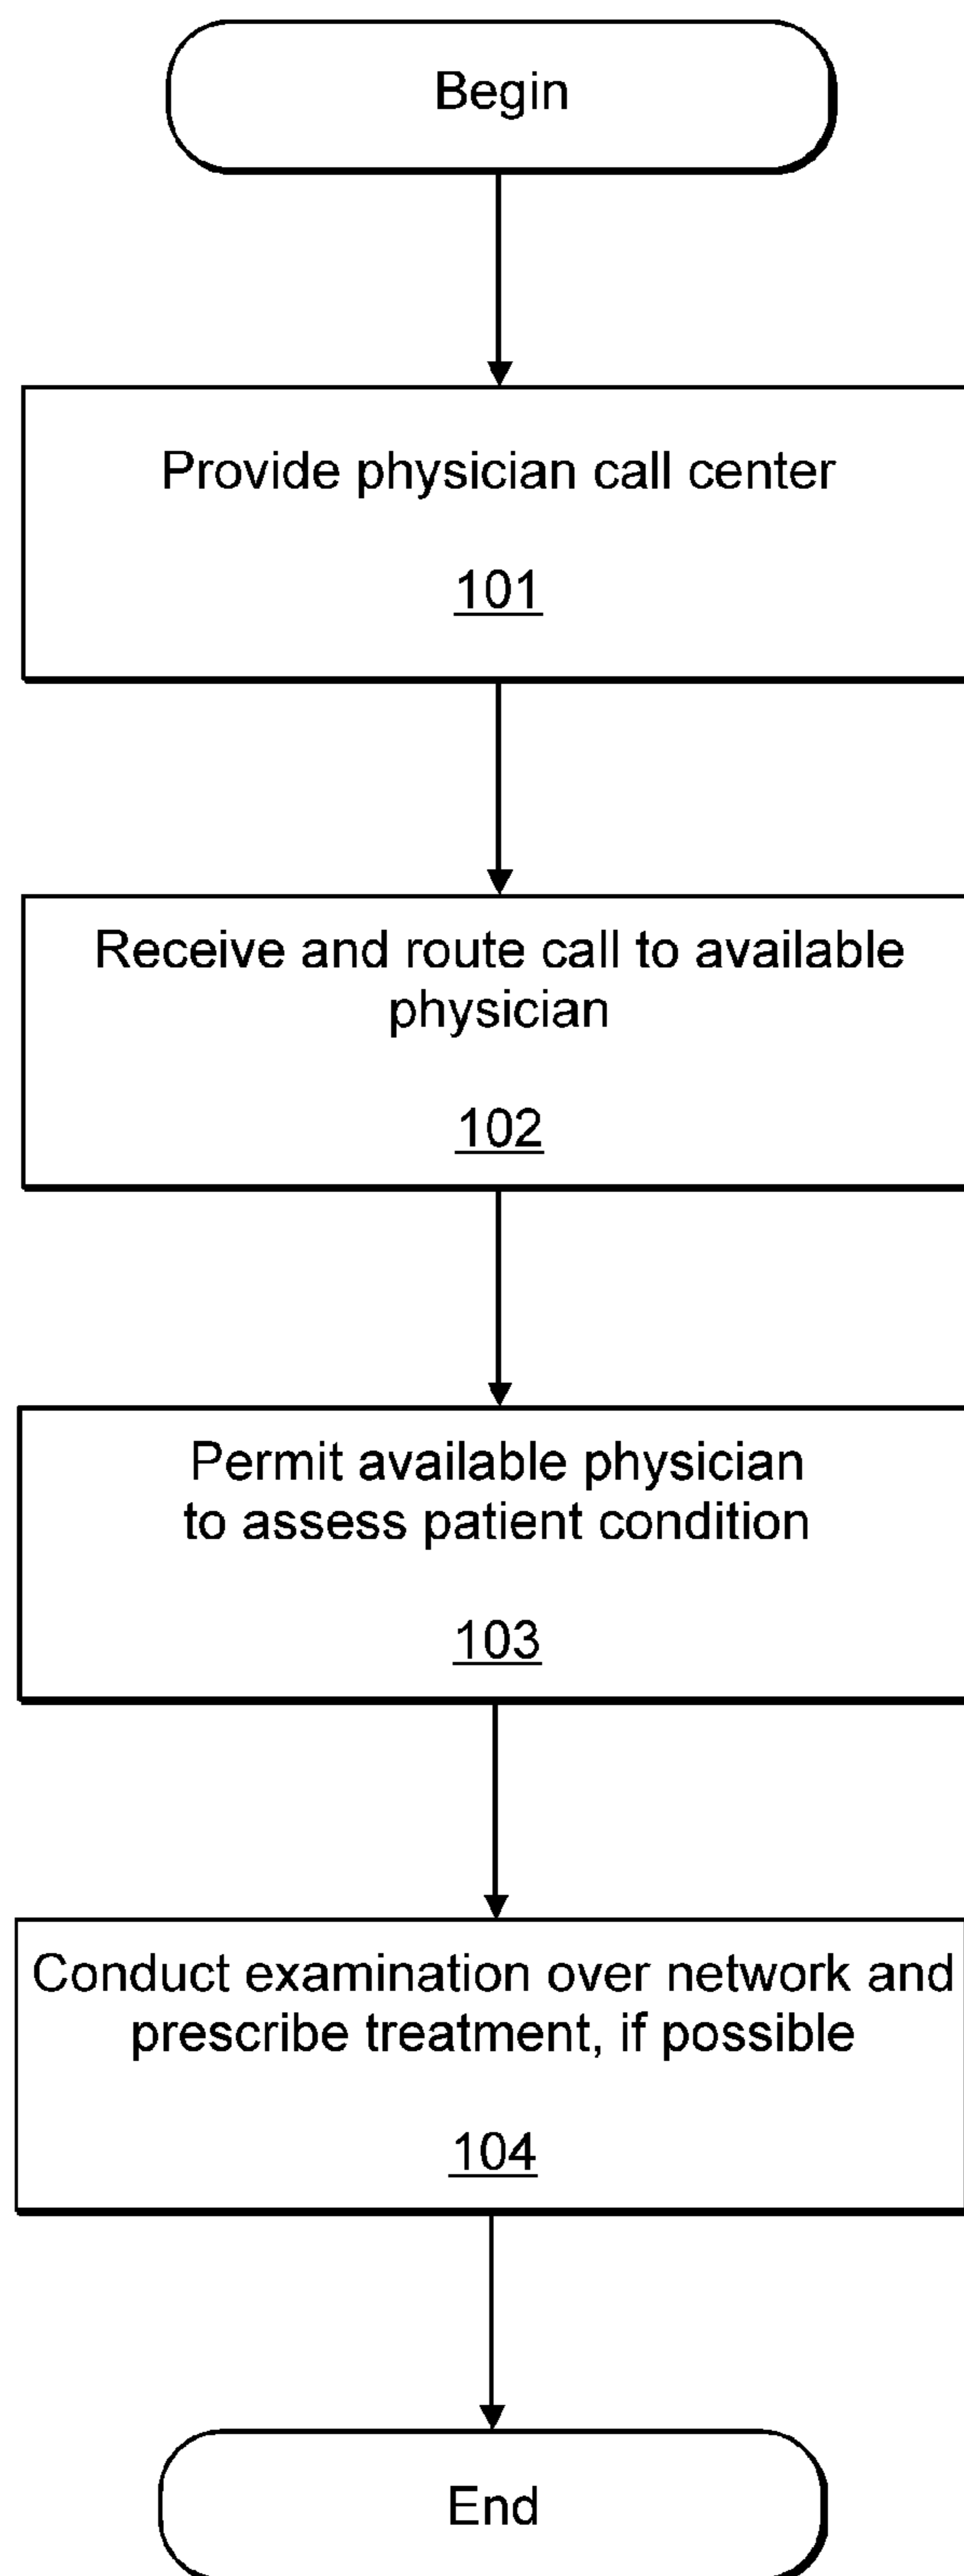 Begin
Provide physician call center
101
Receive and route call to available
physician
102
Permit available physician
to assess patient condition
103
Conduct examination over network and
prescribe treatment, if possible
104
End